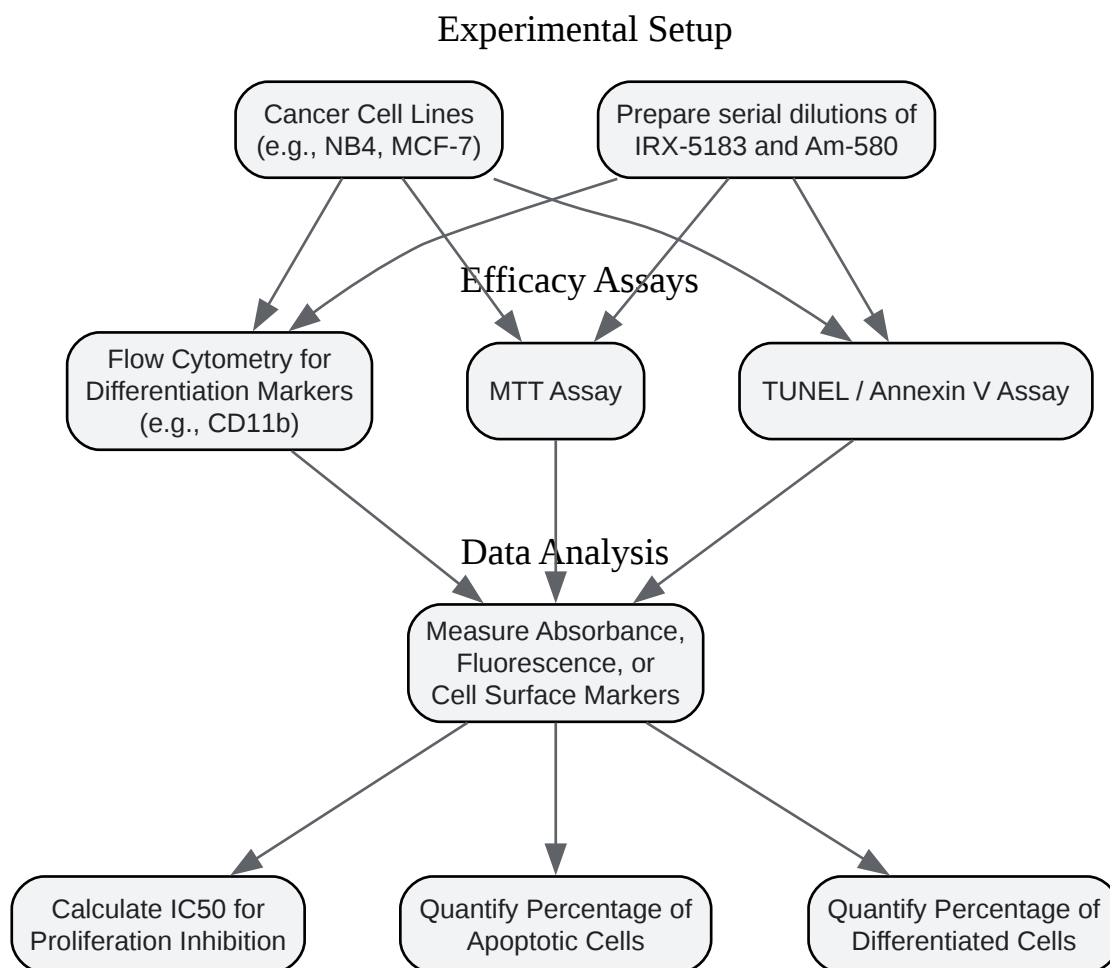 Experimental Setup
Cancer Cell Lines
(e.g., NB4, MCF-7)
Prepare serial dilutions of
IRX-5183 and Am-580
Efficacy Assays
Flow Cytometry for
Differentiation Markers
(e.g., CD11b)
MTT Assay
TUNEL / Annexin V Assay
Data Analysis
Measure Absorbance,
Fluorescence, or
Cell Surface Markers
Calculate IC50 for
Proliferation Inhibition
Quantify Percentage of
Apoptotic Cells
Quantify Percentage of
Differentiated Cells